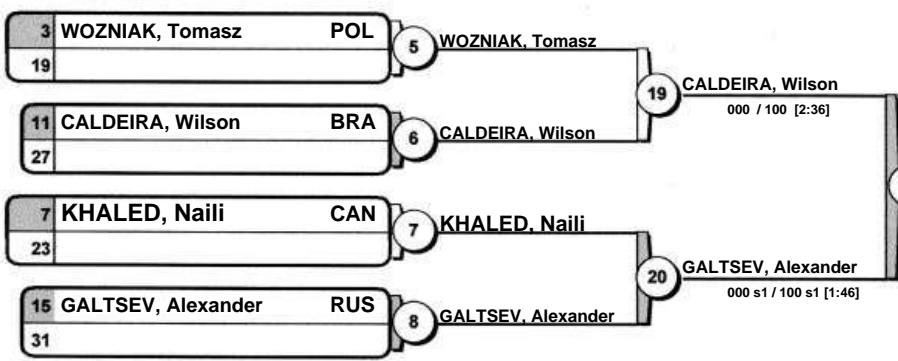 3 WOZNIAK, Tomasz POL
19
5
WOZNIAK, Tomasz
11 CALDEIRA, Wilson BRA
27
6
CALDEIRA, Wilson
19
CALDEIRA, Wilson
000 / 100 [2:36]
7 KHALED, Naili CAN
23
7
KHALED, Naili
15 GALTSEV, Alexander RUS
31
8
GALTSEV, Alexander
20
GALTSEV, Alexander
000 s1 / 100 s1 [1:46]